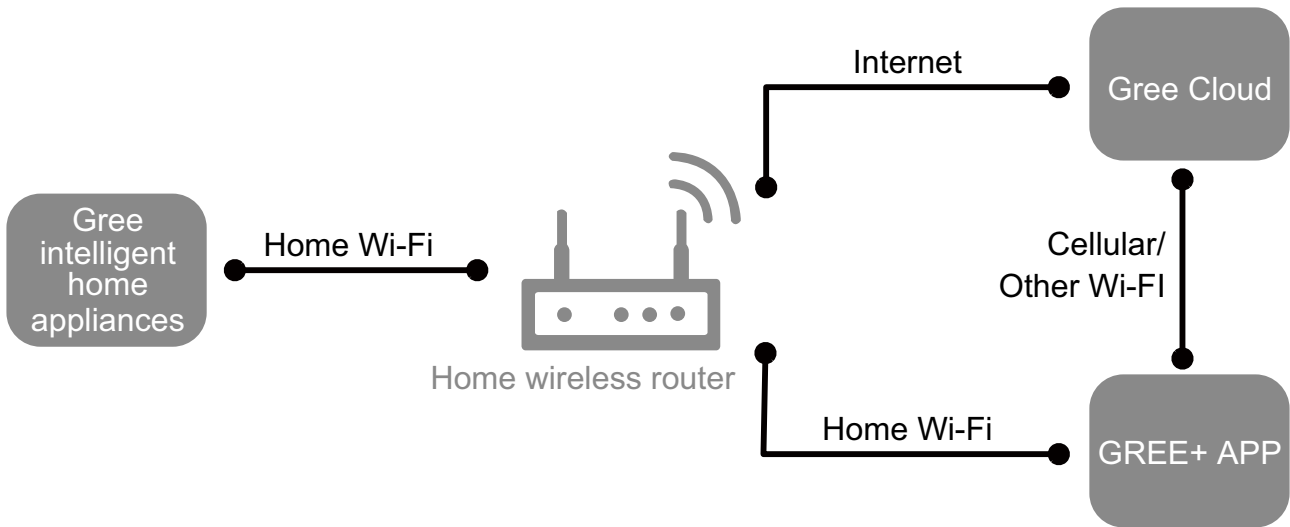 Internet
Gree Cloud
Gree
intelligent
home
appliances
Home Wi-Fi
Cellular/
Other Wi-FI
Home wireless router
Home Wi-Fi
GREE+ APP